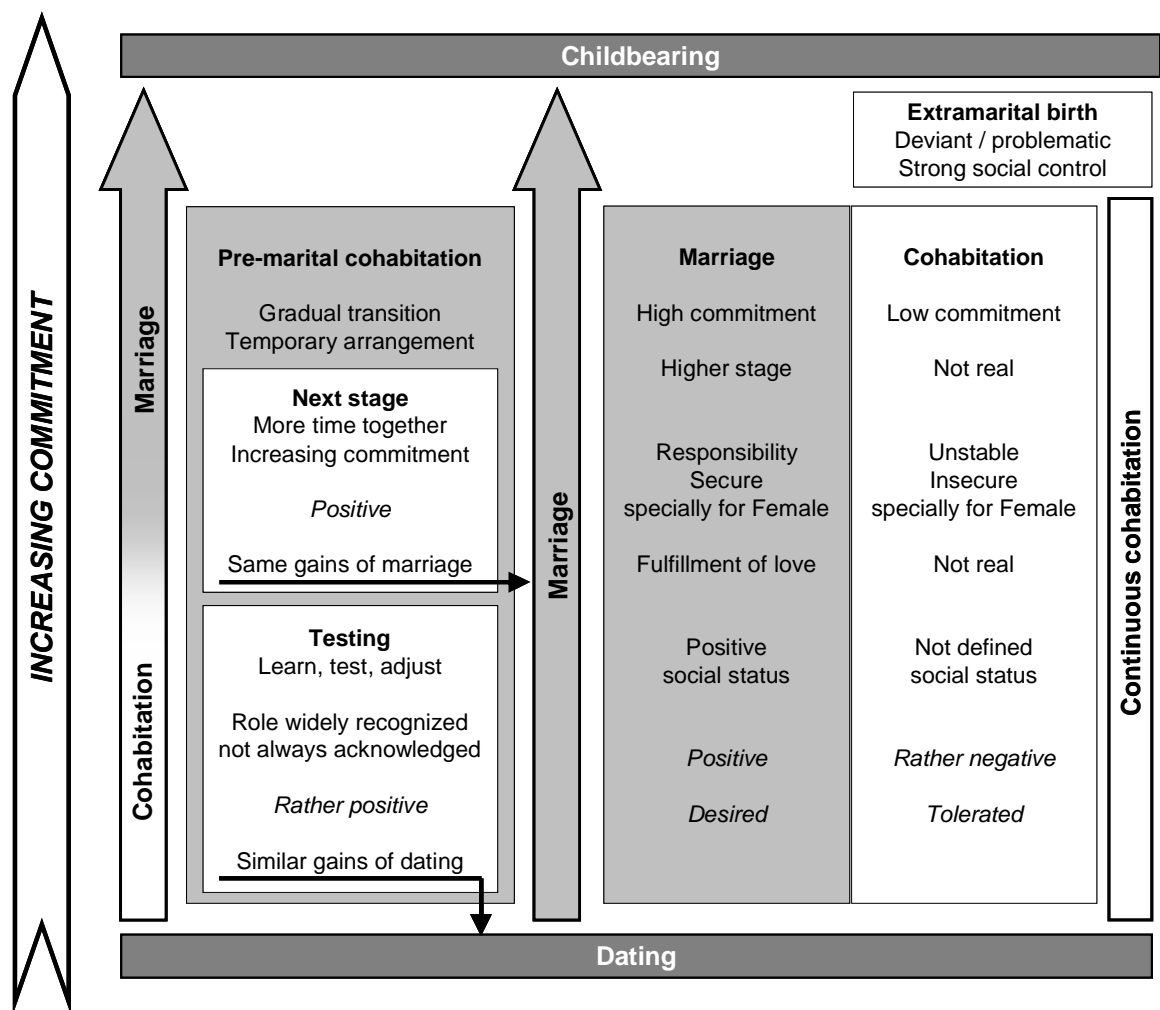 Childbearing
Extramarital birth
Deviant / problematic
Strong social control
INCREASING COMMITMENT
Marriage
Cohabitation
Pre-marital cohabitation
Gradual transition
Temporary arrangement
Next stage
More time together
Increasing commitment
Positive
Same gains of marriage
Testing
Learn, test, adjust
Role widely recognized
not always acknowledged
Rather positive
Similar gains of dating
Marriage
Marriage
High commitment
Higher stage
Responsibility
Secure
specially for Female
Fulfillment of love
Positive
social status
Positive
Desired
Cohabitation
Low commitment
Not real
Unstable
Insecure
specially for Female
Not real
Not defined
social status
Rather negative
Tolerated
Continuous cohabitation
Dating